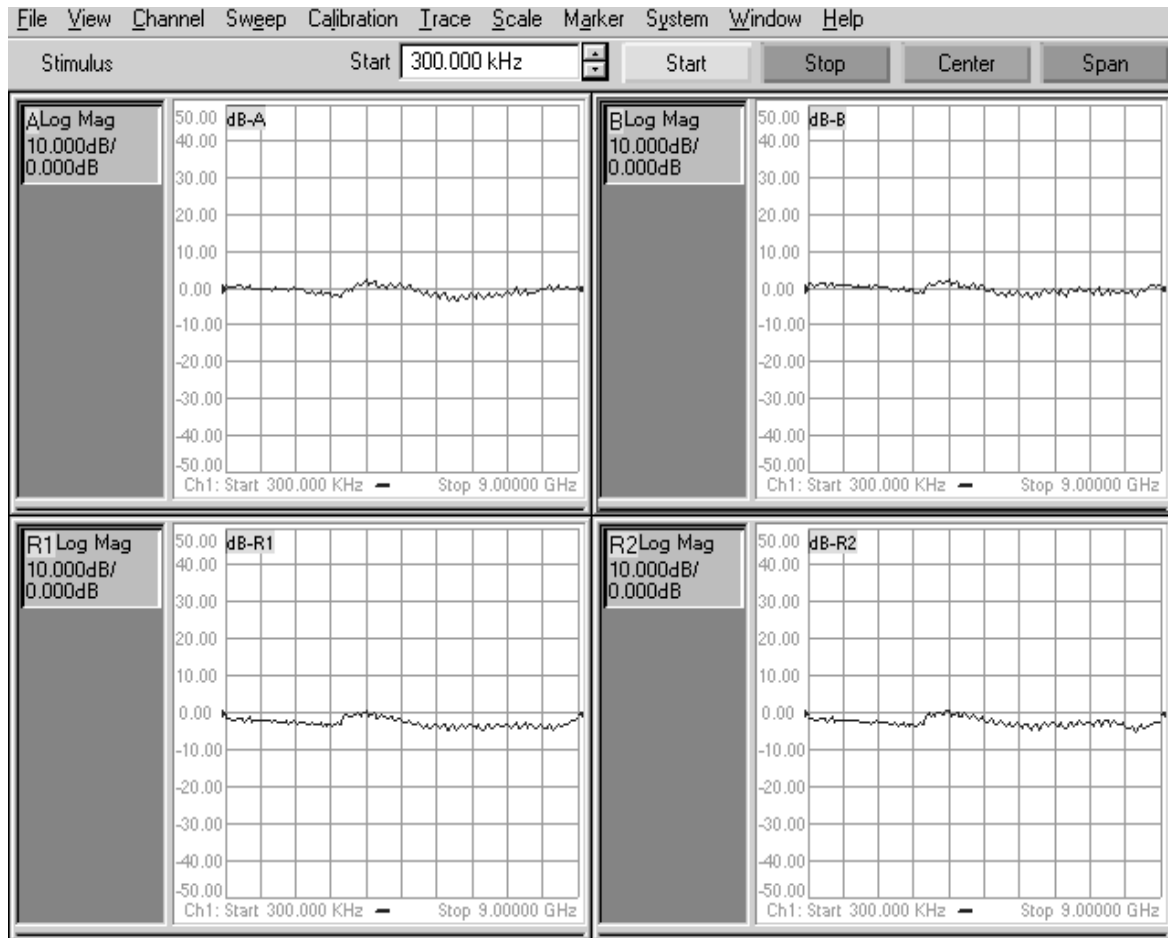 File View Channel Sweep Calibration Trace Scale Marker System Window Help
Stimulus Start 300.000 kHz Start Stop Center Span
A Log Mag
10.000dB/
0.000dB
50.00 dB-A
40.00
30.00
20.00
10.00
0.00
-10.00
-20.00
-30.00
-40.00
-50.00
Ch1: Start 300.000 KHz Stop 9.00000 GHz
B Log Mag
10.000dB/
0.000dB
50.00 dB-B
40.00
30.00
20.00
10.00
0.00
-10.00
-20.00
-30.00
-40.00
-50.00
Ch1: Start 300.000 KHz Stop 9.00000 GHz
R1 Log Mag
10.000dB/
0.000dB
50.00 dB-R1
40.00
30.00
20.00
10.00
0.00
-10.00
-20.00
-30.00
-40.00
-50.00
Ch1: Start 300.000 KHz Stop 9.00000 GHz
R2 Log Mag
10.000dB/
0.000dB
50.00 dB-R2
40.00
30.00
20.00
10.00
0.00
-10.00
-20.00
-30.00
-40.00
-50.00
Ch1: Start 300.000 KHz Stop 9.00000 GHz